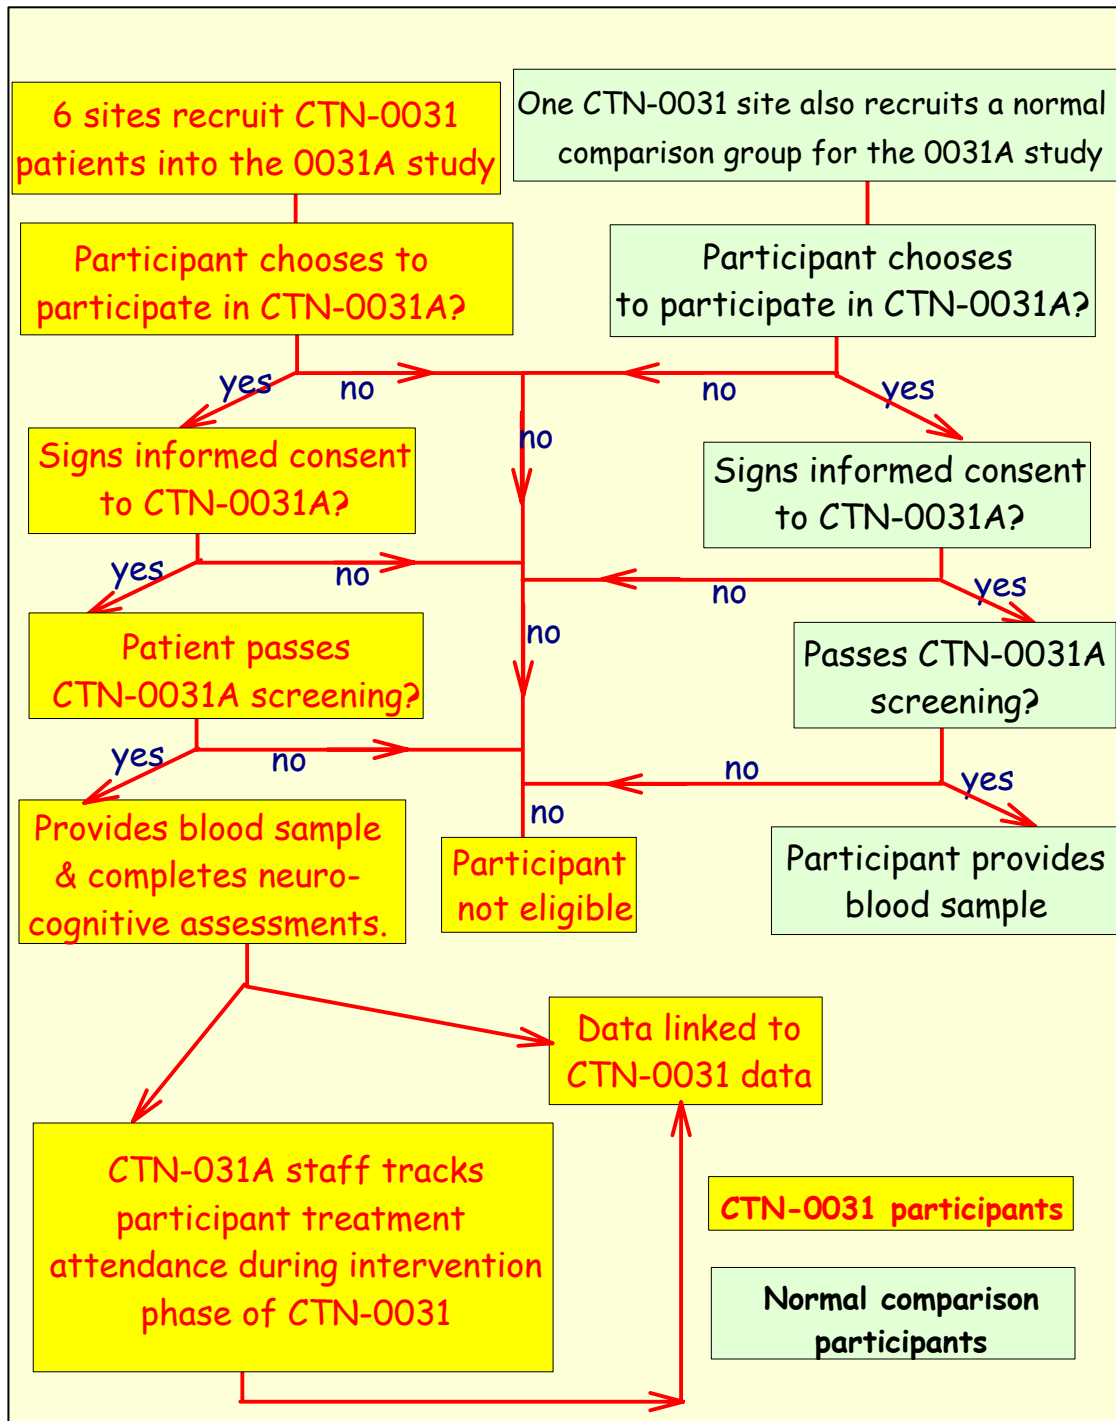 6 sites recruit CTN-0031
patients into the 0031A study
One CTN-0031 site also recruits a normal
comparison group for the 0031A study
Participant chooses to
participate in CTN-0031A?
Participant chooses
to participate in CTN-0031A?
yes
no
no
yes
no
Signs informed consent
to CTN-0031A?
Signs informed consent
to CTN-0031A?
yes
no
no
yes
no
Patient passes
CTN-0031A screening?
Passes CTN-0031A
screening?
yes
no
no
yes
no
Provides blood sample
& completes neuro-
cognitive assessments.
Participant
not eligible
Participant provides
blood sample
Data linked to
CTN-0031 data
CTN-031A staff tracks
participant treatment
attendance during intervention
phase of CTN-0031
CTN-0031 participants
Normal comparison
participants